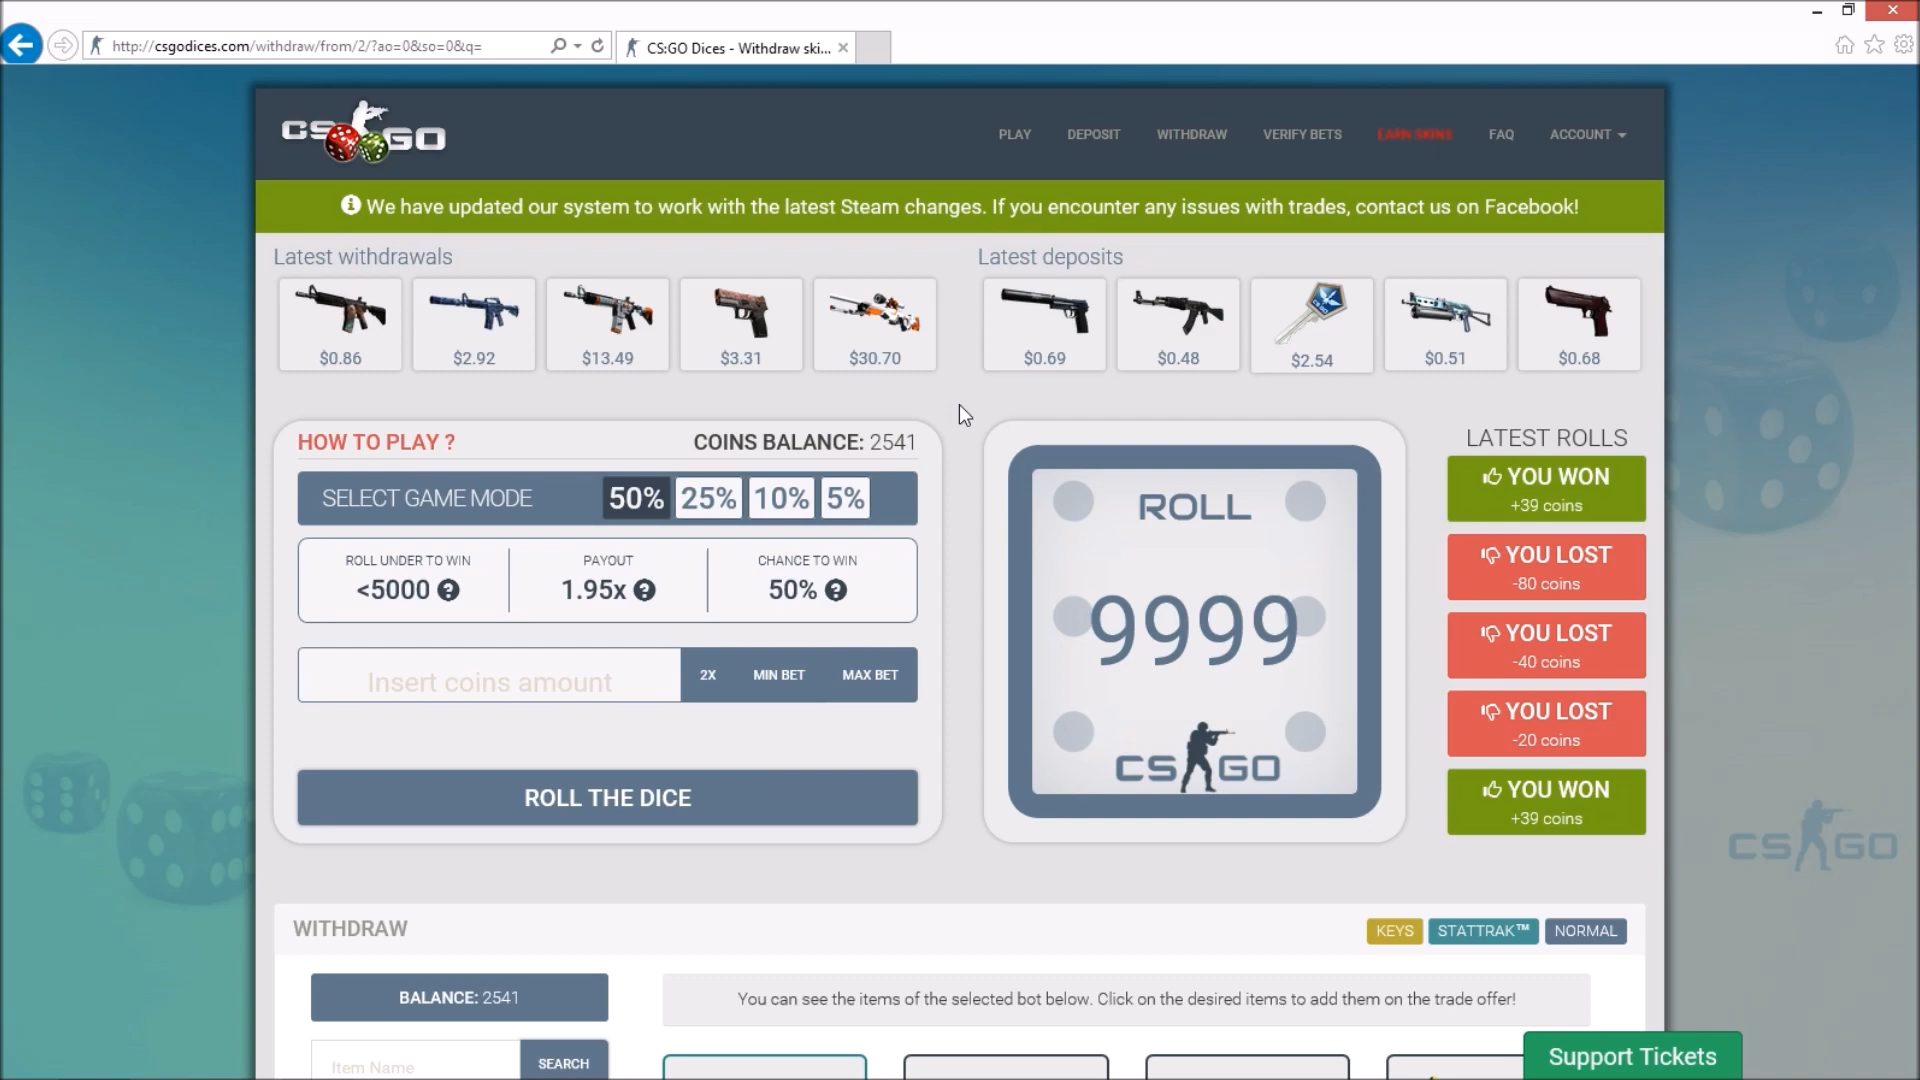 http://csgodices.com/withdraw/from/2/?ao=0&so=0&q=
CS:GO Dices - Withdraw ski...
CS GO
PLAY
DEPOSIT
WITHDRAW
VERIFY BETS
EARN SKINS
FAQ
ACCOUNT
We have updated our system to work with the latest Steam changes. If you encounter any issues with trades, contact us on Facebook!
Latest withdrawals
$0.86
$2.92
$13.49
$3.31
$30.70
Latest deposits
$0.69
$0.48
$2.54
$0.51
$0.68
HOW TO PLAY ?
COINS BALANCE: 2541
SELECT GAME MODE
50%
25%
10%
5%
ROLL UNDER TO WIN
<5000
PAYOUT
1.95x
CHANCE TO WIN
50%
Insert coins amount
2X
MIN BET
MAX BET
ROLL THE DICE
ROLL
9999
CS GO
LATEST ROLLS
YOU WON
+39 coins
YOU LOST
-80 coins
YOU LOST
-40 coins
YOU LOST
-20 coins
YOU WON
+39 coins
CS GO
WITHDRAW
KEYS
STATTRAK™
NORMAL
BALANCE: 2541
You can see the items of the selected bot below. Click on the desired items to add them on the trade offer!
Item Name
SEARCH
Support Tickets